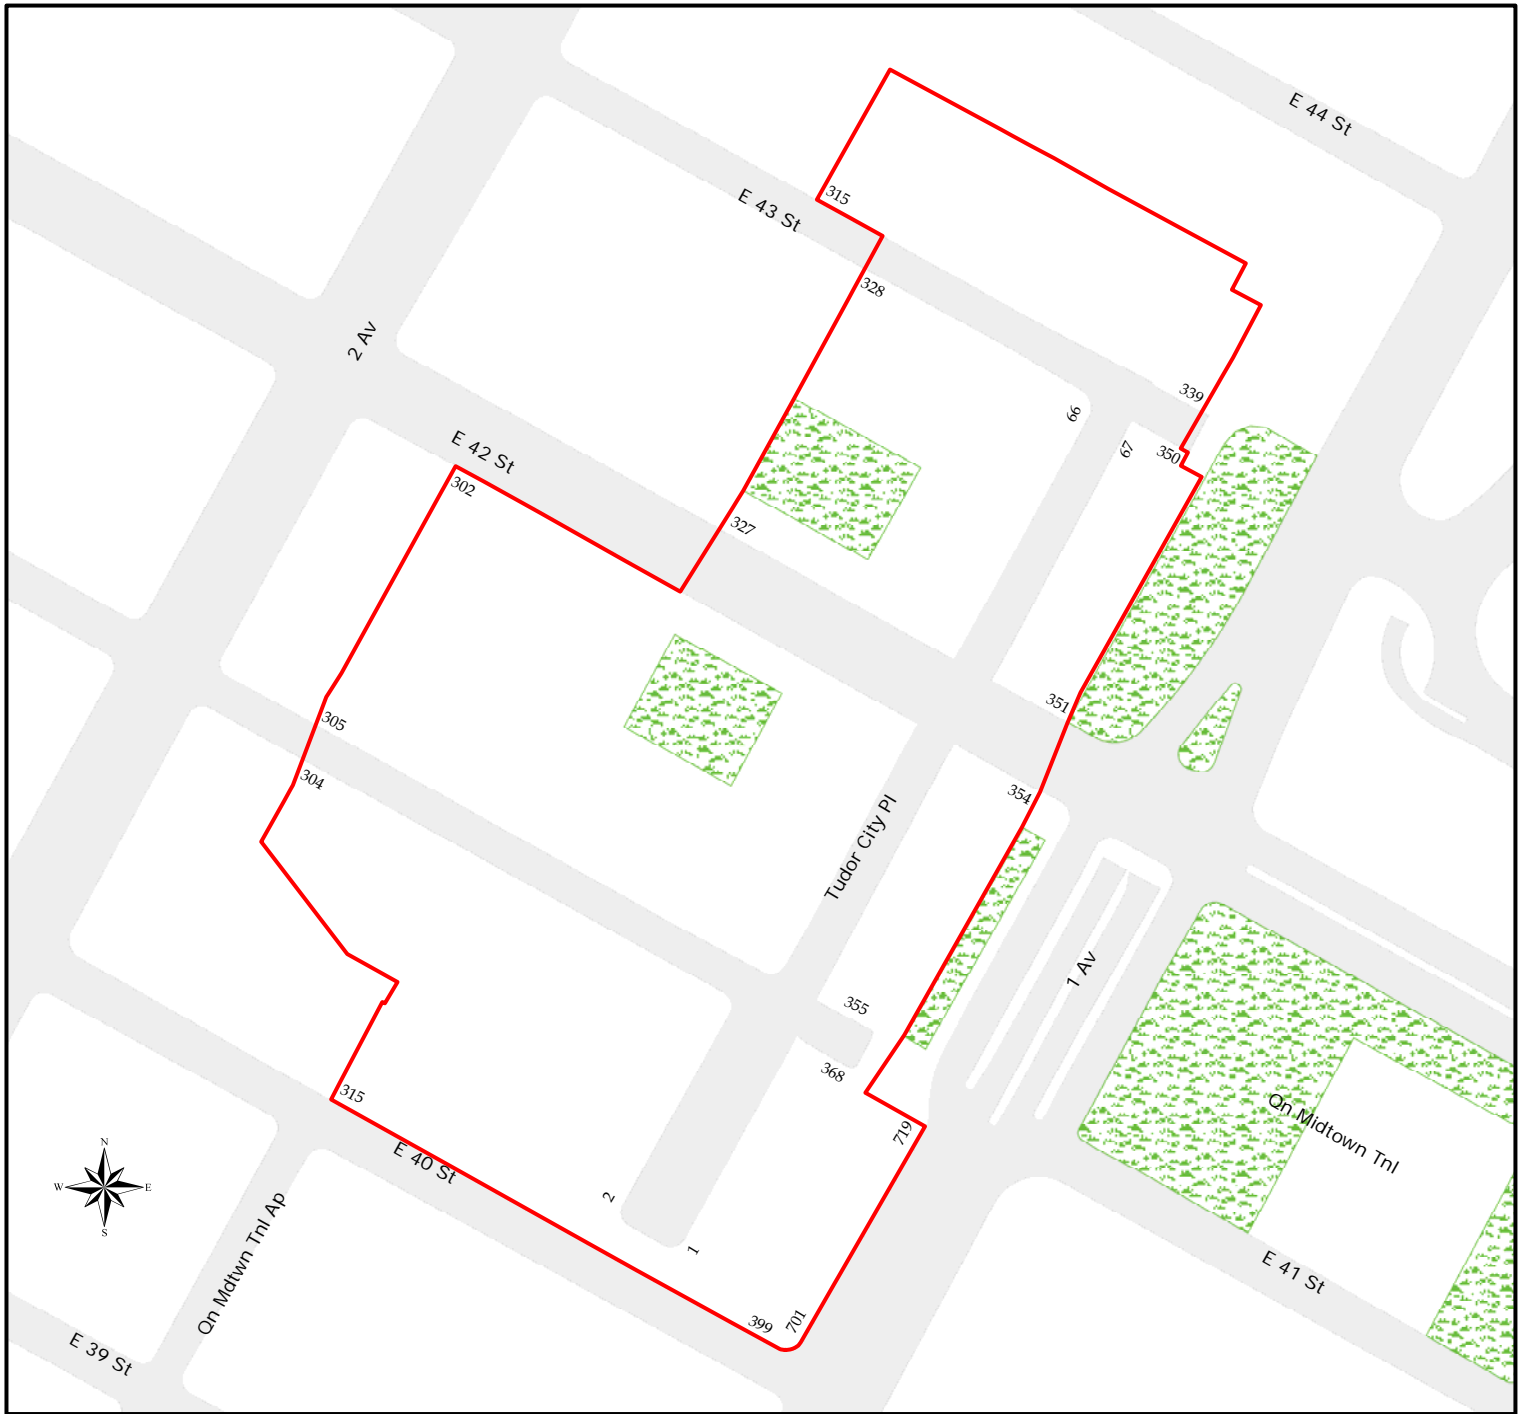 E 44 St
315
E 43 St
328
2 Av
339
66
67
350
E 42 St
302
327
351
305
304
354
Tudor City Pl
1 Av
355
368
315
719
Qn Midtown Tnl
E 40 St
N
W
E
S
2
1
Qn Mdtwn Tnl Ap
E 41 St
399
701
E 39 St